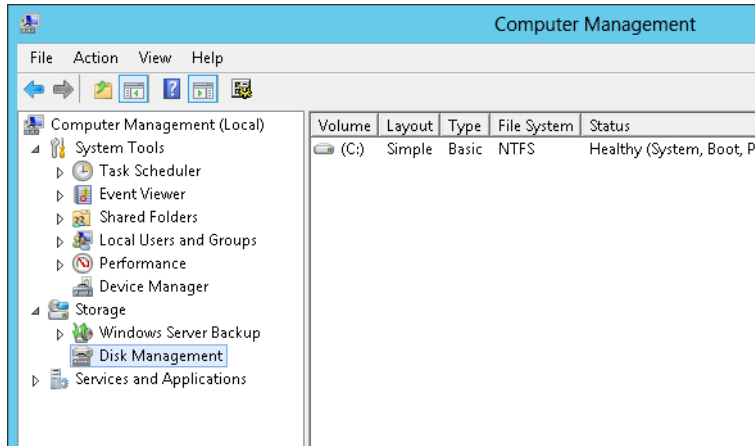 Computer Management
File Action View Help
Computer Management (Local)
System Tools
Task Scheduler
Event Viewer
Shared Folders
Local Users and Groups
Performance
Device Manager
Storage
Windows Server Backup
Disk Management
Services and Applications
Volume Layout Type File System Status
(C:) Simple Basic NTFS Healthy (System, Boot, P